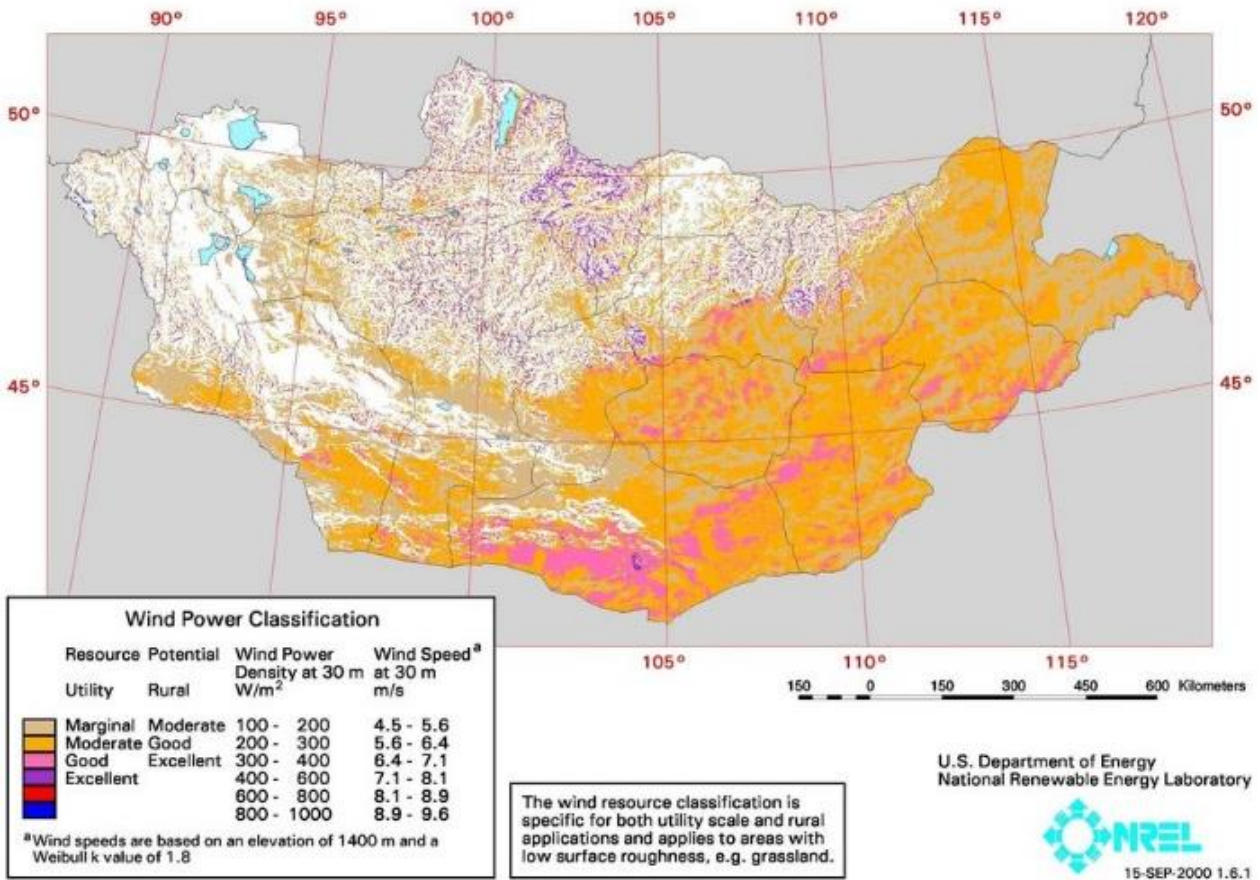 90° 95° 100° 105° 110° 115° 120°
50° 50°
45° 45°
105° 110° 115°
Wind Power Classification
Resource Potential Wind Power Wind Speed a
Density at 30 m at 30 m
Utility Rural W/m2 m/s
Marginal Moderate 100 - 200 4.5 - 5.6
Moderate Good 200 - 300 5.6 - 6.4
Good Excellent 300 - 400 6.4 - 7.1
Excellent 400 - 600 7.1 - 8.1
600 - 800 8.1 - 8.9
800 - 1000 8.9 - 9.6
a Wind speeds are based on an elevation of 1400 m and a
Weibull k value of 1.8
150 0 150 300 450 600 Kilometers
The wind resource classification is
specific for both utility scale and rural
applications and applies to areas with
low surface roughness, e.g. grassland.
U.S. Department of Energy
National Renewable Energy Laboratory
NREL
15-SEP-2000 1.6.1